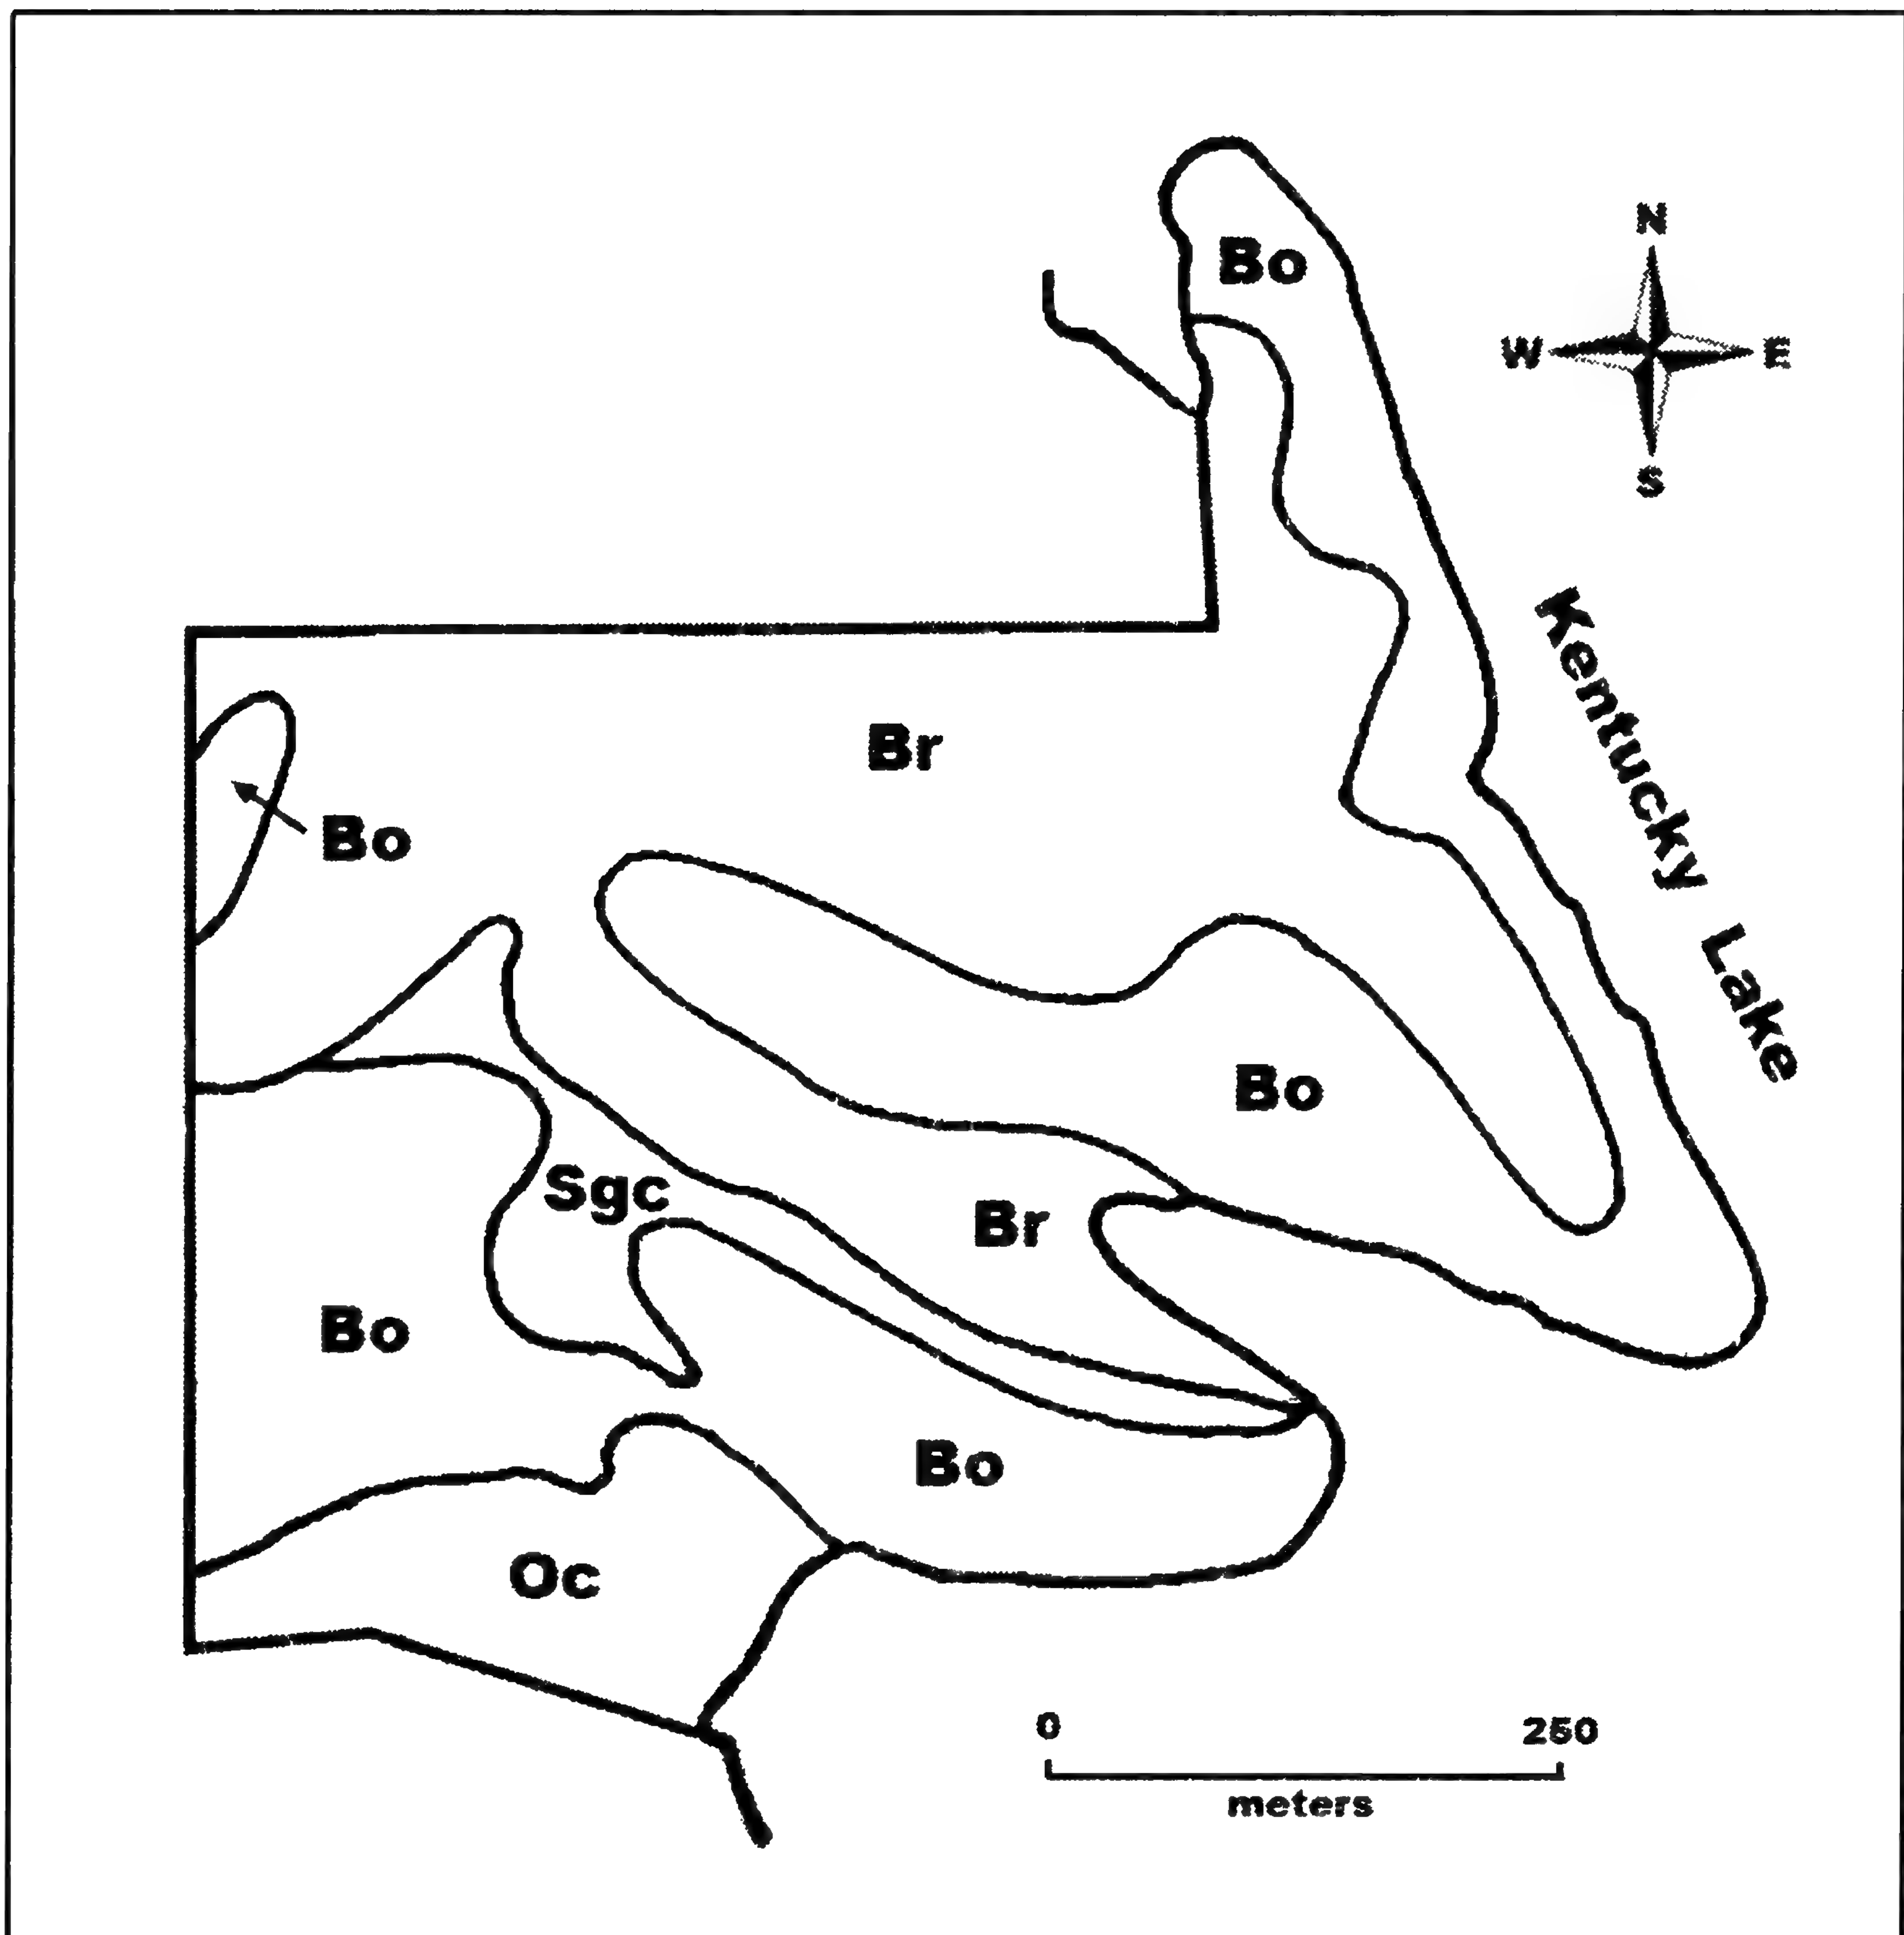 N
Bo
W
E
S
Kentucky Lake
Br
Bo
Bo
Sgc
Br
Bo
Bo
Oc
0
250
meters